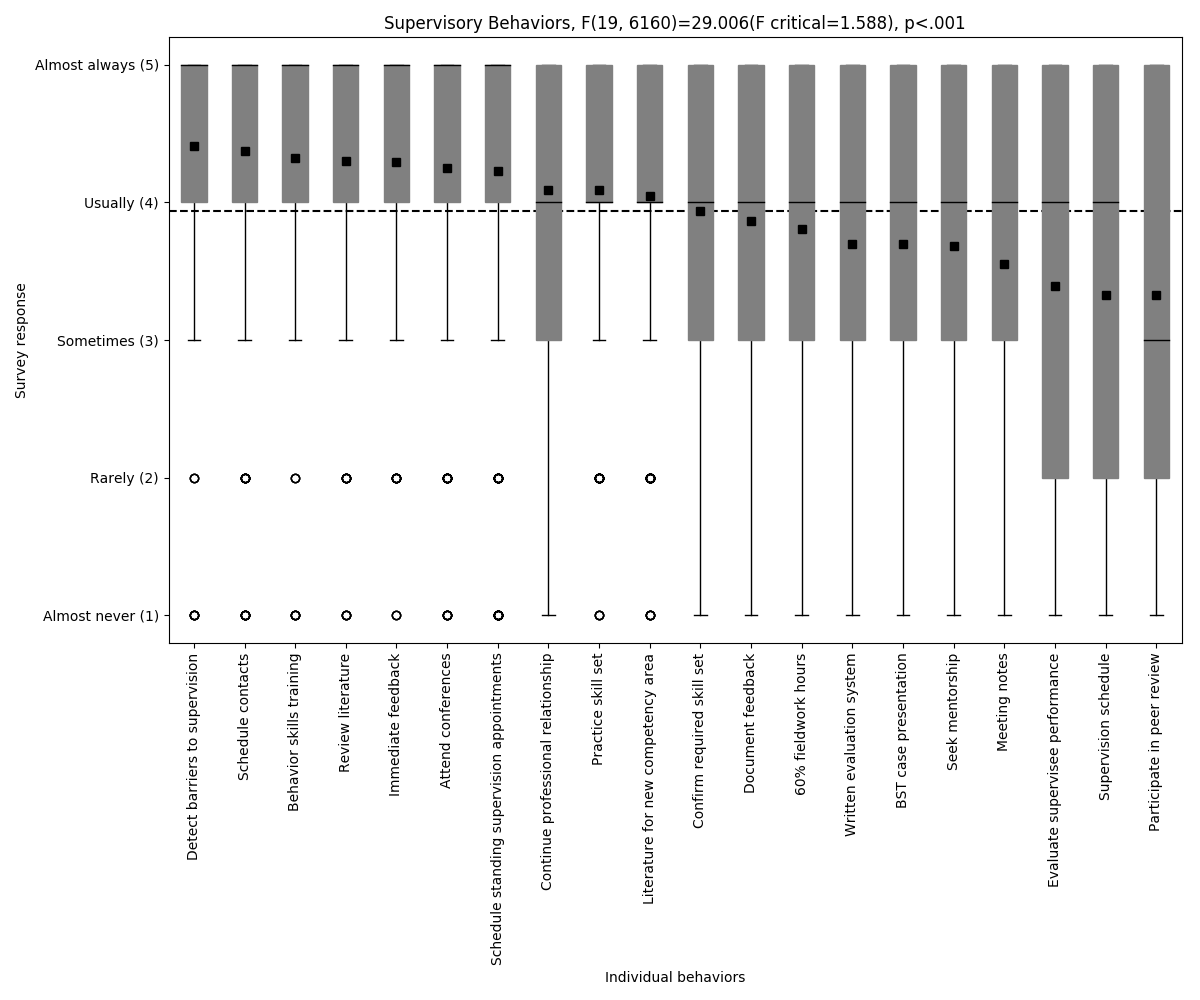 Supervisory Behaviors, F(19, 6160)=29.006(F critical=1.588), p<.001
Almost always (5)
Usually (4)
Sometimes (3)
Rarely (2)
Almost never (1)
Survey response
Detect barriers to supervision
Schedule contacts
Behavior skills training
Review literature
Immediate feedback
Attend conferences
Schedule standing supervision appointments
Continue professional relationship
Practice skill set
Literature for new competency area
Confirm required skill set
Document feedback
60% fieldwork hours
Written evaluation system
BST case presentation
Seek mentorship
Meeting notes
Evaluate supervisee performance
Supervision schedule
Participate in peer review
Individual behaviors